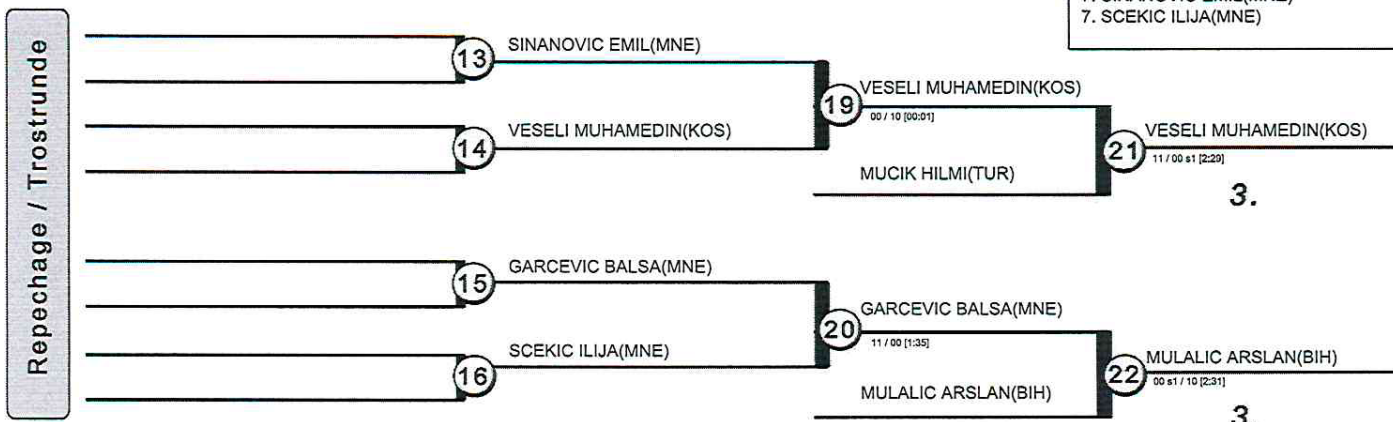 7. SCEKIC ILIJA(MNE)
Repechage / Trostrunde
13
SINANOVIC EMIL(MNE)
14
VESELI MUHAMEDIN(KOS)
19
VESELI MUHAMEDIN(KOS)
00 / 10 [00:01]
MUCIK HILMI(TUR)
21
VESELI MUHAMEDIN(KOS)
11 / 00 s1 [2:29]
3.
15
GARCEVIC BALSA(MNE)
16
SCEKIC ILIJA(MNE)
20
GARCEVIC BALSA(MNE)
11 / 00 [1:35]
MULALIC ARSLAN(BIH)
22
MULALIC ARSLAN(BIH)
00 s1 / 10 [2:31]
3.